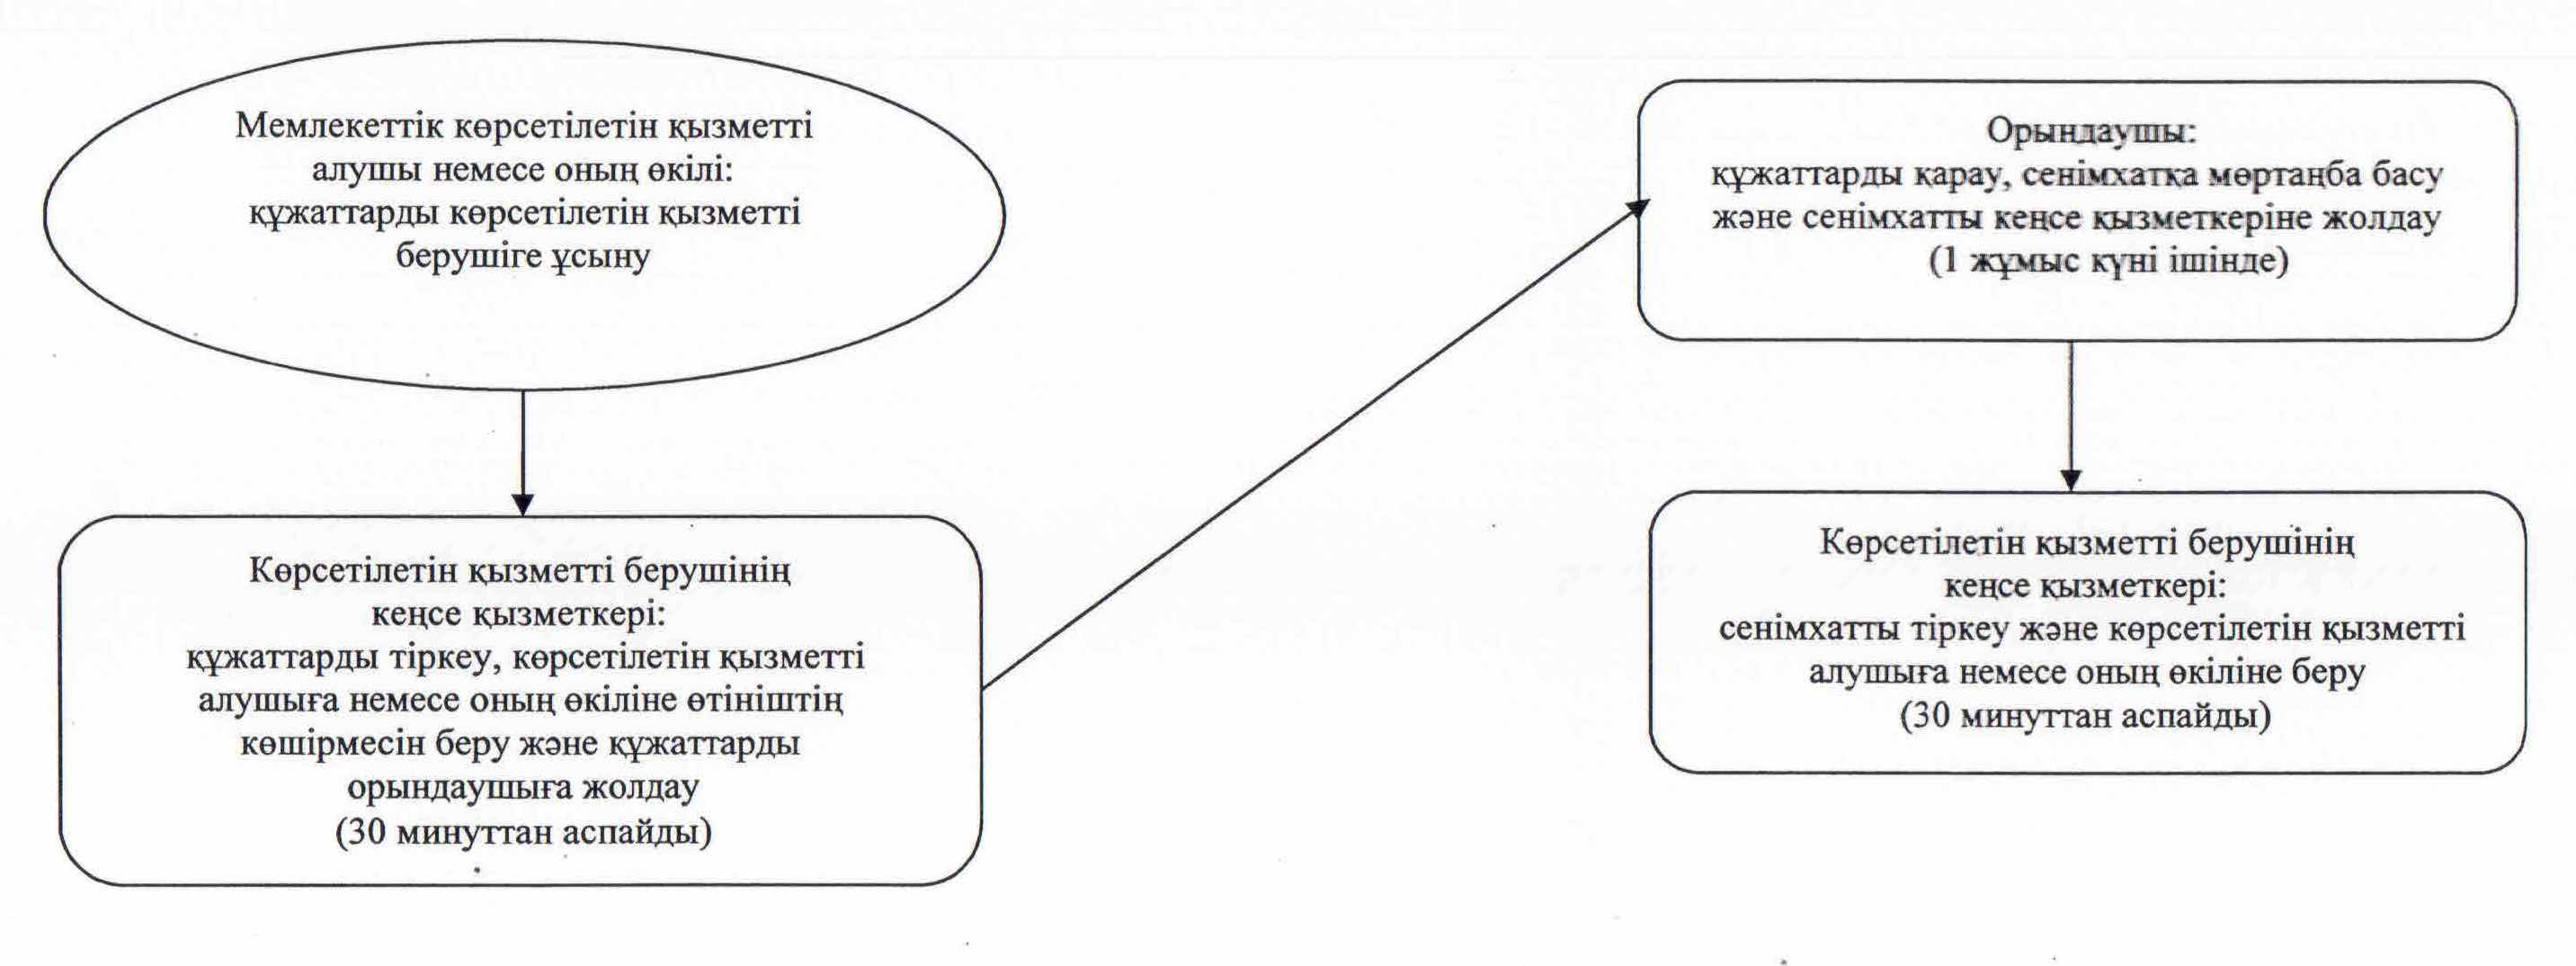 Мемлекеттік көрсетілетін қызметті
алушы немесе оның өкілі:
құжаттарды көрсетілетін қызметті
берушіге ұсыну
Көрсетілетін қызметті берушінің
кеңсе қызметкері:
құжаттарды тіркеу, көрсетілетін қызметті
алушыға немесе оның өкіліне өтініштің
көшірмесін беру және құжаттарды
орындаушыға жолдау
(30 минуттан аспайды)
Орындаушы:
құжаттарды қарау, сенімхатқа мөртаңба басу
және сенімхатты кеңсе қызметкеріне жолдау
(1 жұмыс күні ішінде)
Көрсетілетін қызметті берушінің
кеңсе қызметкері:
сенімхатты тіркеу және көрсетілетін қызметті
алушыға немесе оның өкіліне беру
(30 минуттан аспайды)